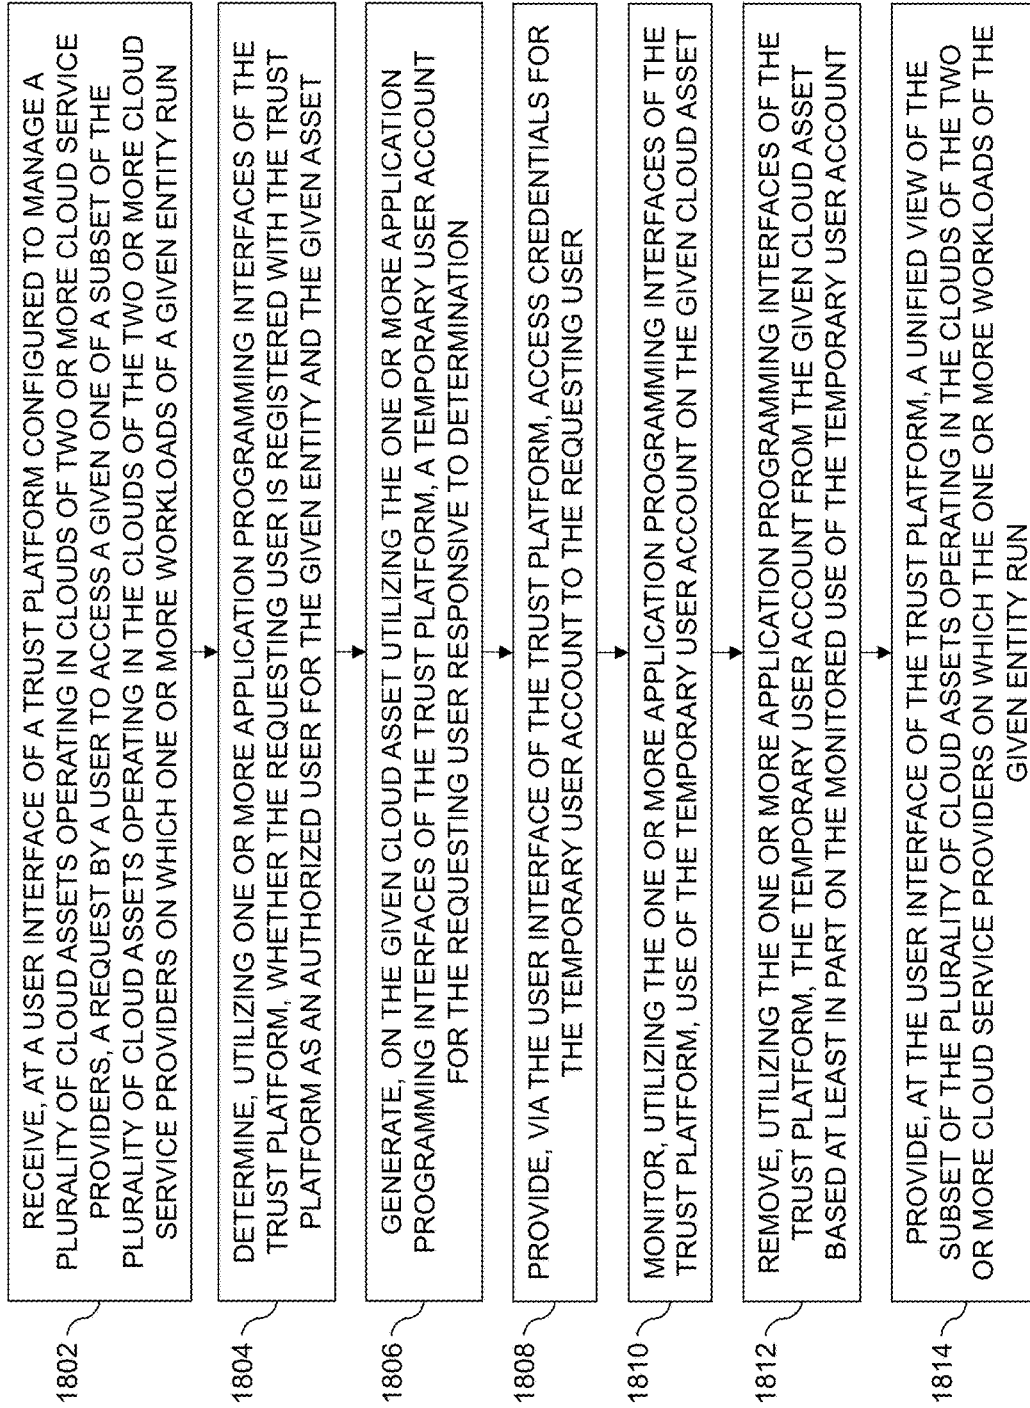 1802
RECEIVE, AT A USER INTERFACE OF A TRUST PLATFORM CONFIGURED TO MANAGE A
PLURALITY OF CLOUD ASSETS OPERATING IN CLOUDS OF TWO OR MORE CLOUD SERVICE
PROVIDERS, A REQUEST BY A USER TO ACCESS A GIVEN ONE OF A SUBSET OF THE
PLURALITY OF CLOUD ASSETS OPERATING IN THE CLOUDS OF THE TWO OR MORE CLOUD
SERVICE PROVIDERS ON WHICH ONE OR MORE WORKLOADS OF A GIVEN ENTITY RUN
1804
DETERMINE, UTILIZING ONE OR MORE APPLICATION PROGRAMMING INTERFACES OF THE
TRUST PLATFORM, WHETHER THE REQUESTING USER IS REGISTERED WITH THE TRUST
PLATFORM AS AN AUTHORIZED USER FOR THE GIVEN ENTITY AND THE GIVEN ASSET
1806
GENERATE, ON THE GIVEN CLOUD ASSET UTILIZING THE ONE OR MORE APPLICATION
PROGRAMMING INTERFACES OF THE TRUST PLATFORM, A TEMPORARY USER ACCOUNT
FOR THE REQUESTING USER RESPONSIVE TO DETERMINATION
1808
PROVIDE, VIA THE USER INTERFACE OF THE TRUST PLATFORM, ACCESS CREDENTIALS FOR
THE TEMPORARY USER ACCOUNT TO THE REQUESTING USER
1810
MONITOR, UTILIZING THE ONE OR MORE APPLICATION PROGRAMMING INTERFACES OF THE
TRUST PLATFORM, USE OF THE TEMPORARY USER ACCOUNT ON THE GIVEN CLOUD ASSET
1812
REMOVE, UTILIZING THE ONE OR MORE APPLICATION PROGRAMMING INTERFACES OF THE
TRUST PLATFORM, THE TEMPORARY USER ACCOUNT FROM THE GIVEN CLOUD ASSET
BASED AT LEAST IN PART ON THE MONITORED USE OF THE TEMPORARY USER ACCOUNT
1814
PROVIDE, AT THE USER INTERFACE OF THE TRUST PLATFORM, A UNIFIED VIEW OF THE
SUBSET OF THE PLURALITY OF CLOUD ASSETS OPERATING IN THE CLOUDS OF THE TWO
OR MORE CLOUD SERVICE PROVIDERS ON WHICH THE ONE OR MORE WORKLOADS OF THE
GIVEN ENTITY RUN